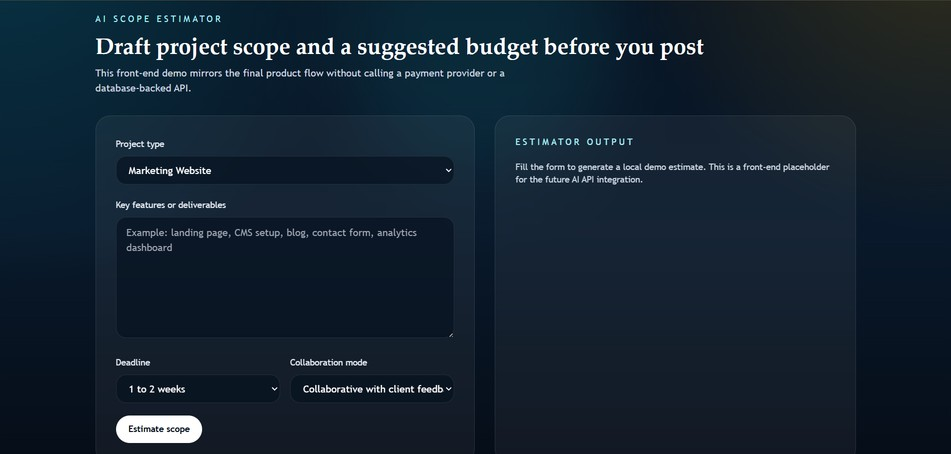 AI SCOPE ESTIMATOR
Draft project scope and a suggested budget before you post
This front-end demo mirrors the final product flow without calling a payment provider or a
database-backed API.
Project type
Marketing Website
Key features or deliverables
Example: landing page, CMS setup, blog, contact form, analytics
dashboard
Deadline
Collaboration mode
1 to 2 weeks
Collaborative with client feedb
Estimate scope
ESTIMATOR OUTPUT
Fill the form to generate a local demo estimate. This is a front-end placeholder
for the future AI API integration.